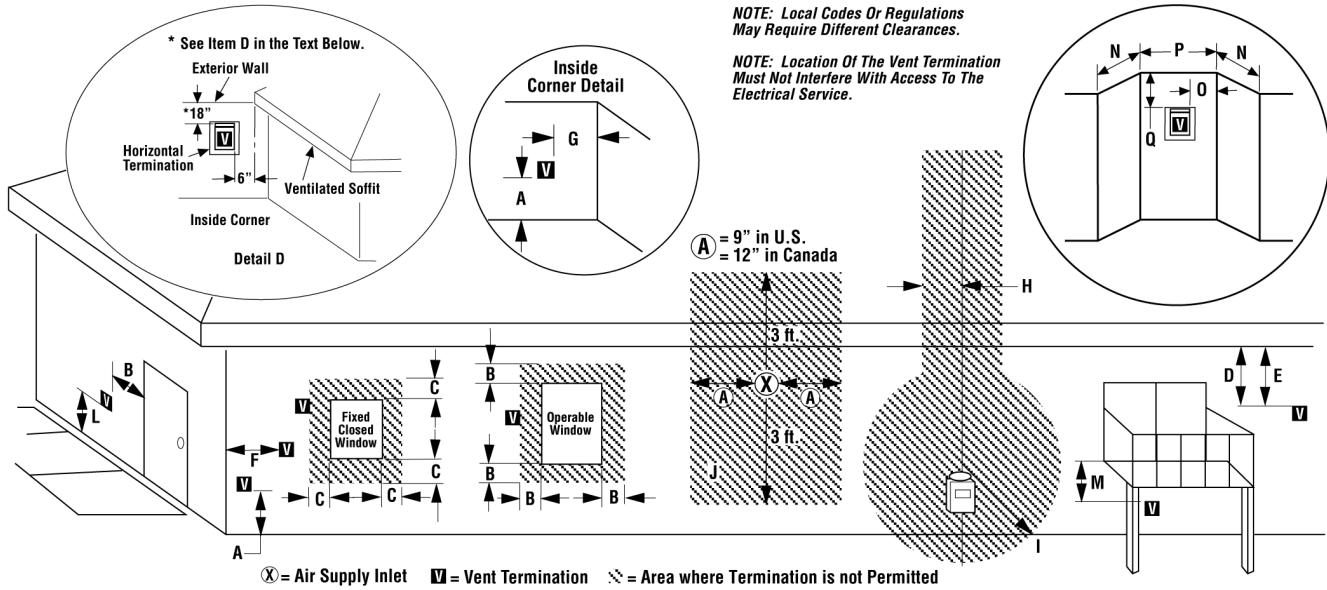 * See Item D in the Text Below.
Exterior Wall
*18”
V
Horizontal
Termination
6”
Ventilated Soffit
Inside Corner
Detail D
Inside
Corner Detail
G
V
A
NOTE: Local Codes Or Regulations
May Require Different Clearances.
NOTE: Location Of The Vent Termination
Must Not Interfere With Access To The
Electrical Service.
N
P
N
O
V
Q
A = 9” in U.S.
= 12” in Canada
H
3 ft.
A
X
A
3 ft.
J
I
B
V
L
F
V
V
A
V
Fixed
Closed
Window
C
C
C
C
V
Operable
Window
B
B
B
B
D
E
V
M
V
X = Air Supply Inlet
V = Vent Termination
= Area where Termination is not Permitted